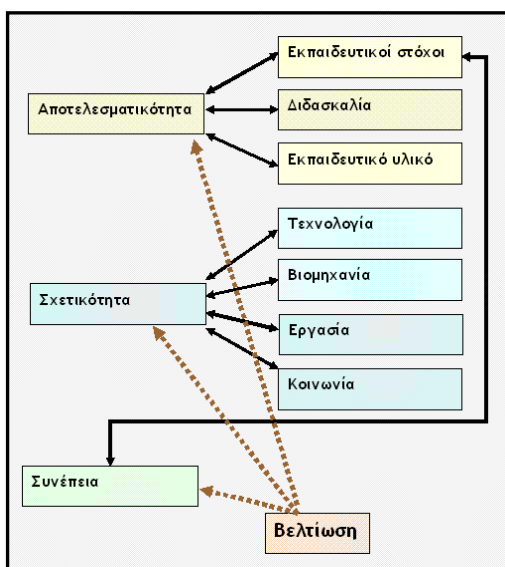 Εκπαιδευτικοί στόχοι
Αποτελεσματικότητα
Διδασκαλία
Εκπαιδευτικό υλικό
Τεχνολογία
Βιομηχανία
Σχετικότητα
Εργασία
Κοινωνία
Συνέπεια
Βελτίωση